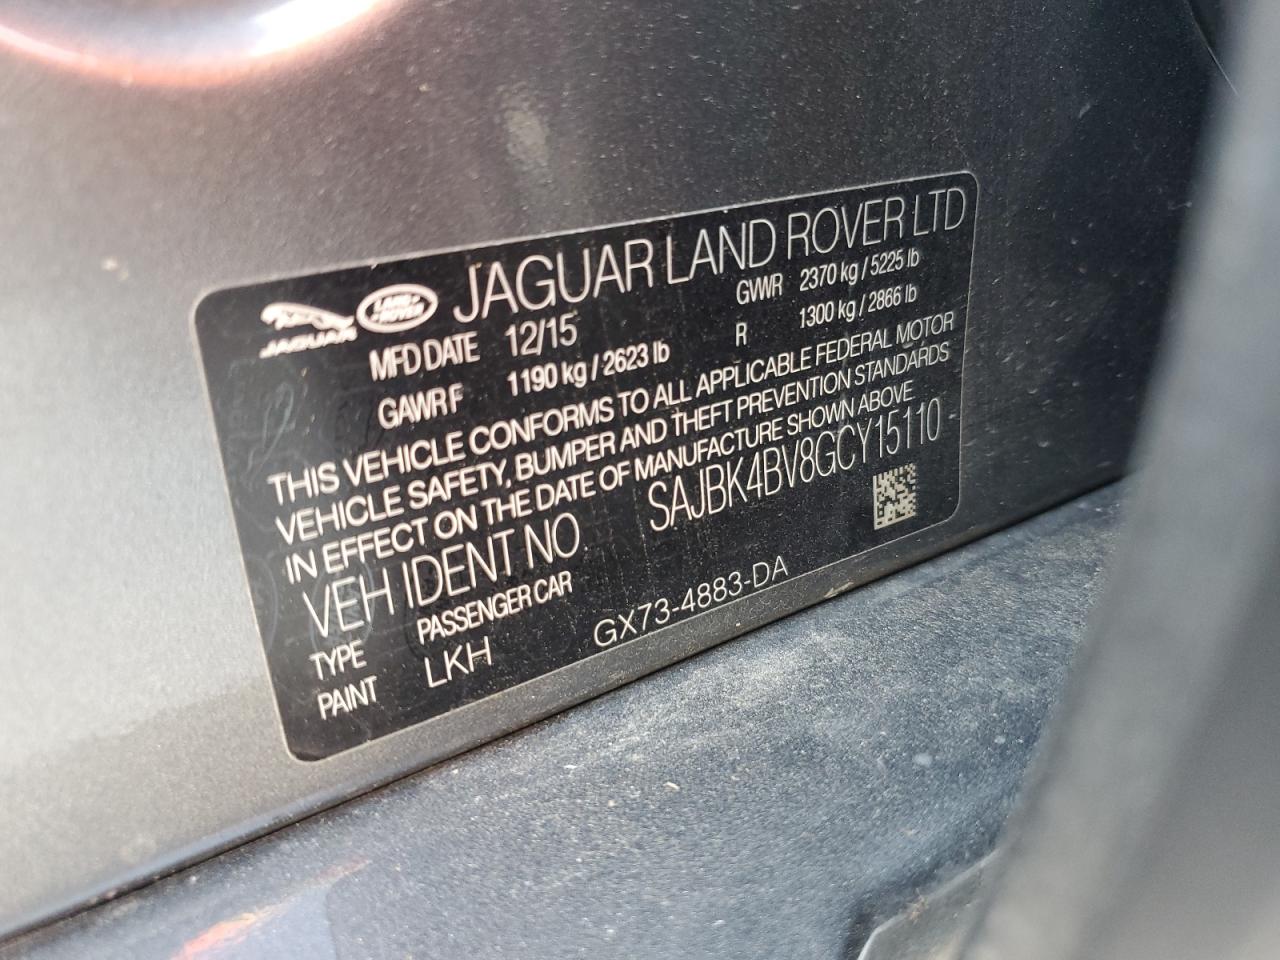 JAGUAR LAND ROVER JAGUAR LAND ROVER LTD
MFD DATE 12/15 GVWR 2370 kg / 5225 lb
GAWR F 1190 kg / 2623 lb R 1300 kg / 2866 lb
THIS VEHICLE CONFORMS TO ALL APPLICABLE FEDERAL MOTOR
VEHICLE SAFETY, BUMPER AND THEFT PREVENTION STANDARDS
IN EFFECT ON THE DATE OF MANUFACTURE SHOWN ABOVE
VEH IDENT NO SAJBK4BV8GCY15110
TYPE PASSENGER CAR
PAINT LKH GX73-4883-DA